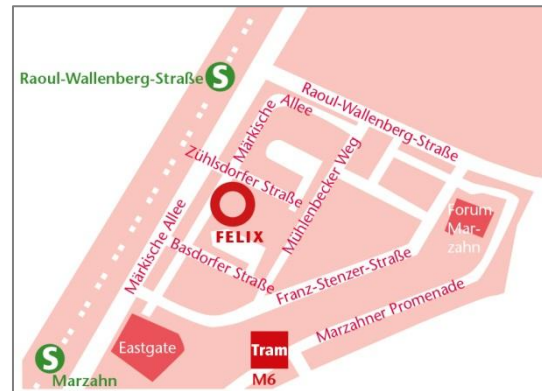 Raoul-Wallenberg-Straße S
Raoul-Wallenberg-Straße
Märkische
Allee
Zühlsdorfer Straße
Mühlenbecker Weg
FELIX
Forum
Mar-
zahn
Märkische Allee
Basdorfer Straße
Franz-Stenzer-Straße
Marzahner Promenade
Eastgate
Tram
M6
S
Marzahn